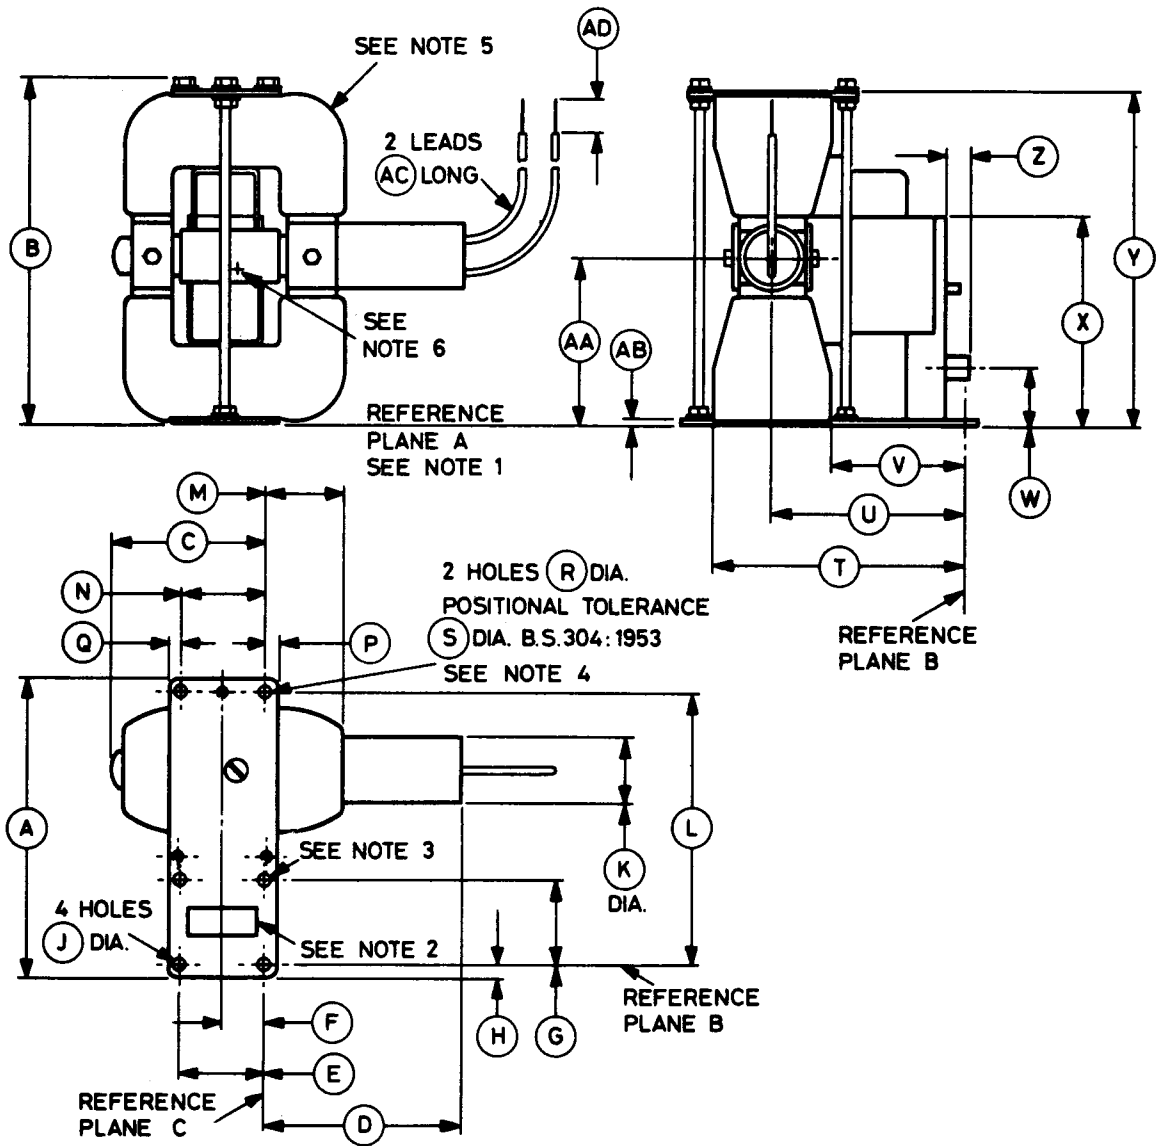 AD
SEE NOTE 5
2 LEADS
AC LONG
Z
B
Y
SEE
NOTE 6
AA
AB
X
REFERENCE
PLANE A
SEE NOTE 1
V
W
M
U
C
T
N
2 HOLES R DIA.
POSITIONAL TOLERANCE
Q
P
S DIA. B.S.304:1953
SEE NOTE 4
REFERENCE
PLANE B
A
L
SEE NOTE 3
K
DIA.
4 HOLES
J DIA.
SEE NOTE 2
REFERENCE
PLANE B
F
H
G
E
REFERENCE
PLANE C
D